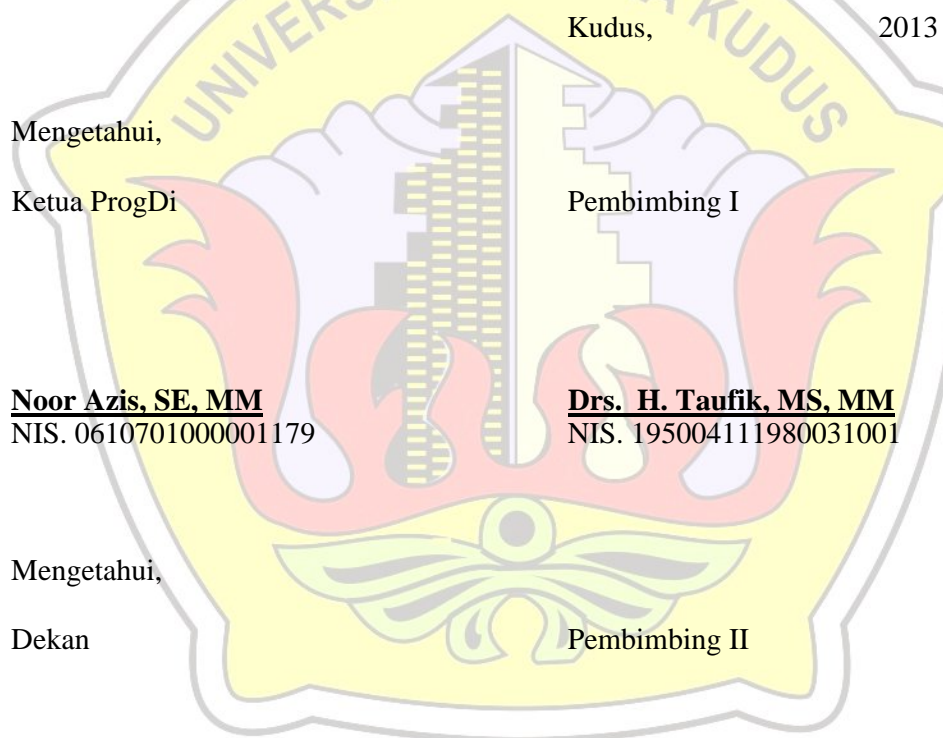 Kudus, 2013
Mengetahui,
Ketua ProgDi Pembimbing I
Noor Azis, SE, MM Drs. H. Taufik, MS, MM
NIS. 0610701000001179 NIS. 195004111980031001
Mengetahui,
Dekan Pembimbing II
KUDUS